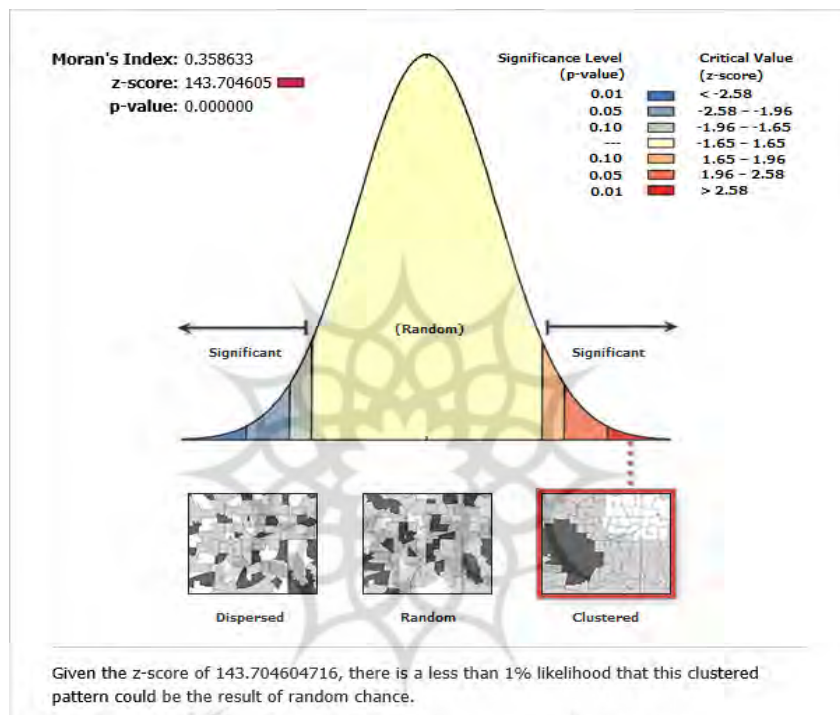 Moran's Index: 0.358633
z-score: 143.704605
p-value: 0.000000
Significance Level
(p-value)
Critical Value
(z-score)
0.01 < -2.58
0.05 -2.58 – -1.96
0.10 -1.96 – -1.65
--- -1.65 – 1.65
0.10 1.65 – 1.96
0.05 1.96 – 2.58
0.01 > 2.58
(Random)
Significant
Significant
Dispersed
Random
Clustered
Given the z-score of 143.704604716, there is a less than 1% likelihood that this clustered
pattern could be the result of random chance.